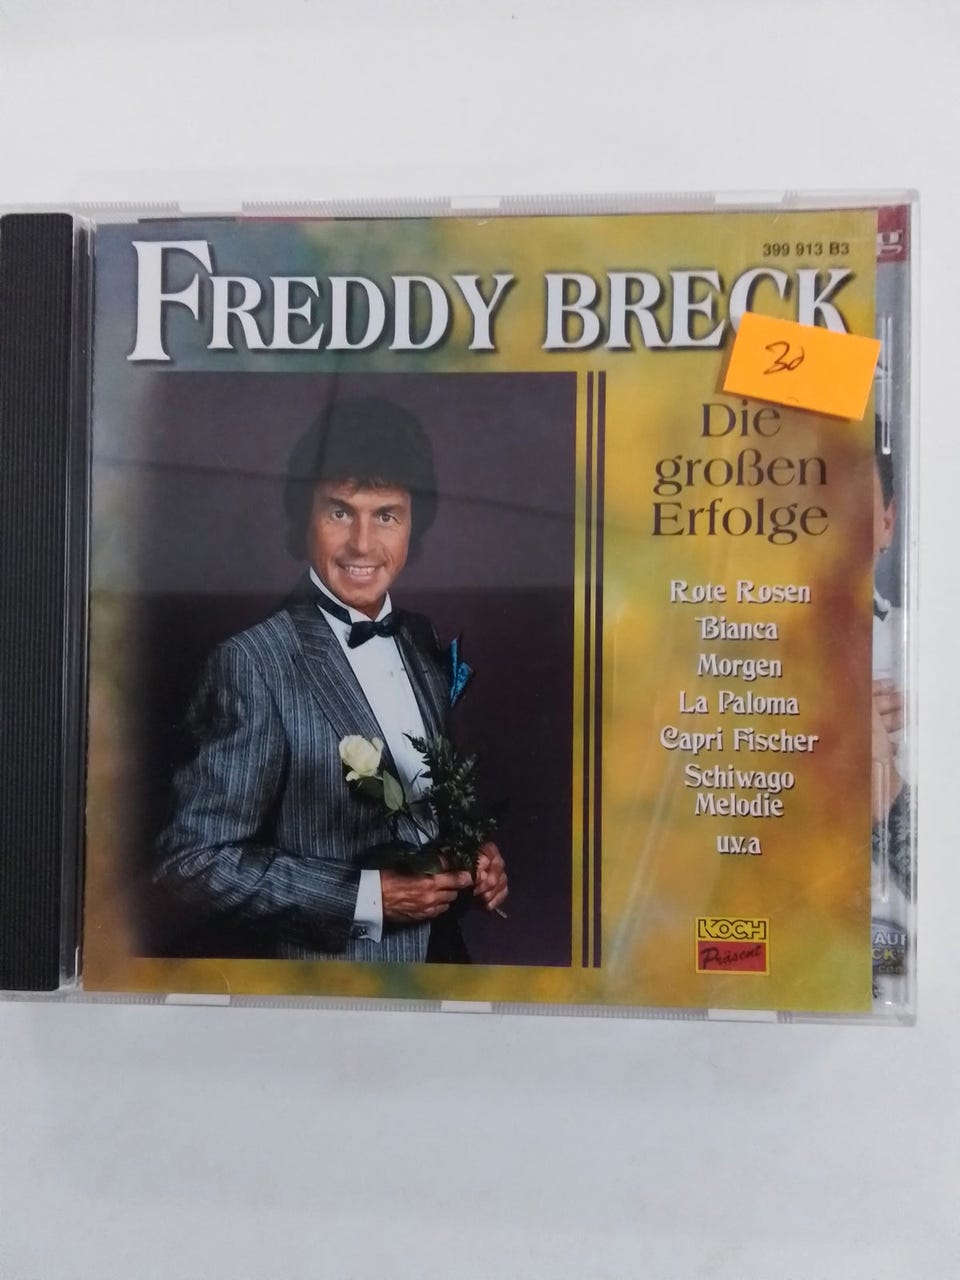 399 913 B3
FREDDY BRECK
30
Die
großen
Erfolge
Rote Rosen
Bianca
Morgen
La Paloma
Capri Fischer
Schiwago
Melodie
u.v.a
KOCH
Präsent